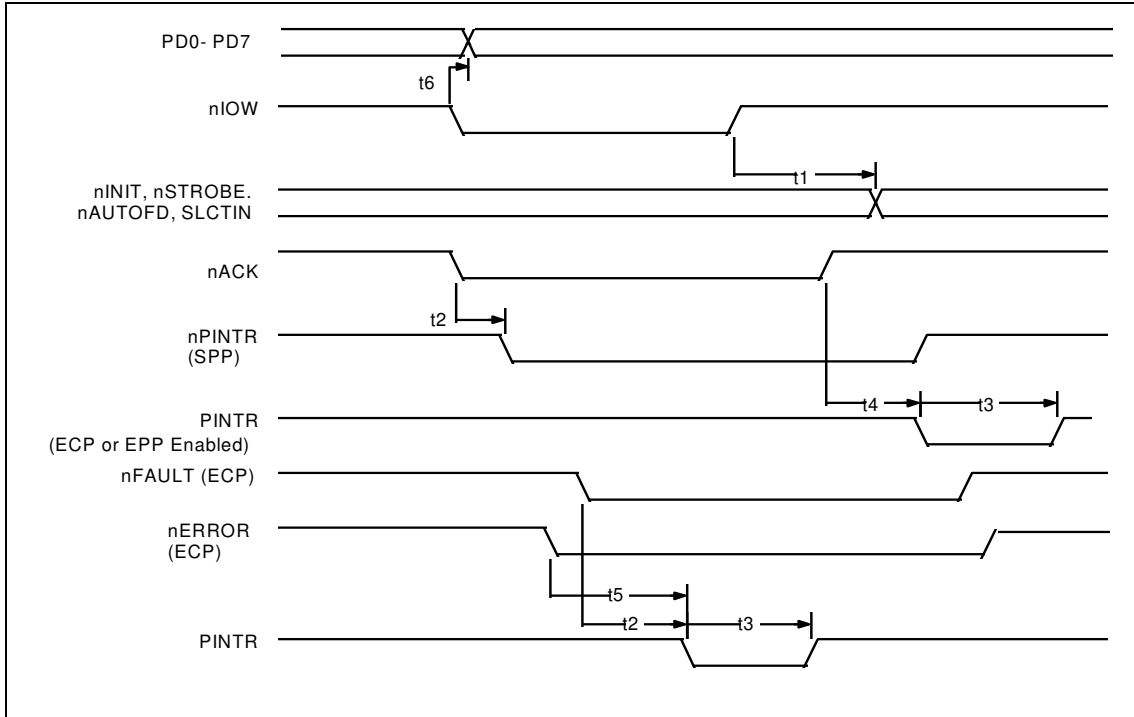 PD0- PD7
t6
nIOW
t1
nINIT, nSTROBE.
nAUTOFD, SLCTIN
nACK
t2
nPINTR
(SPP)
t4
t3
PINTR
(ECP or EPP Enabled)
nFAULT (ECP)
nERROR
(ECP)
t5
t2
t3
PINTR